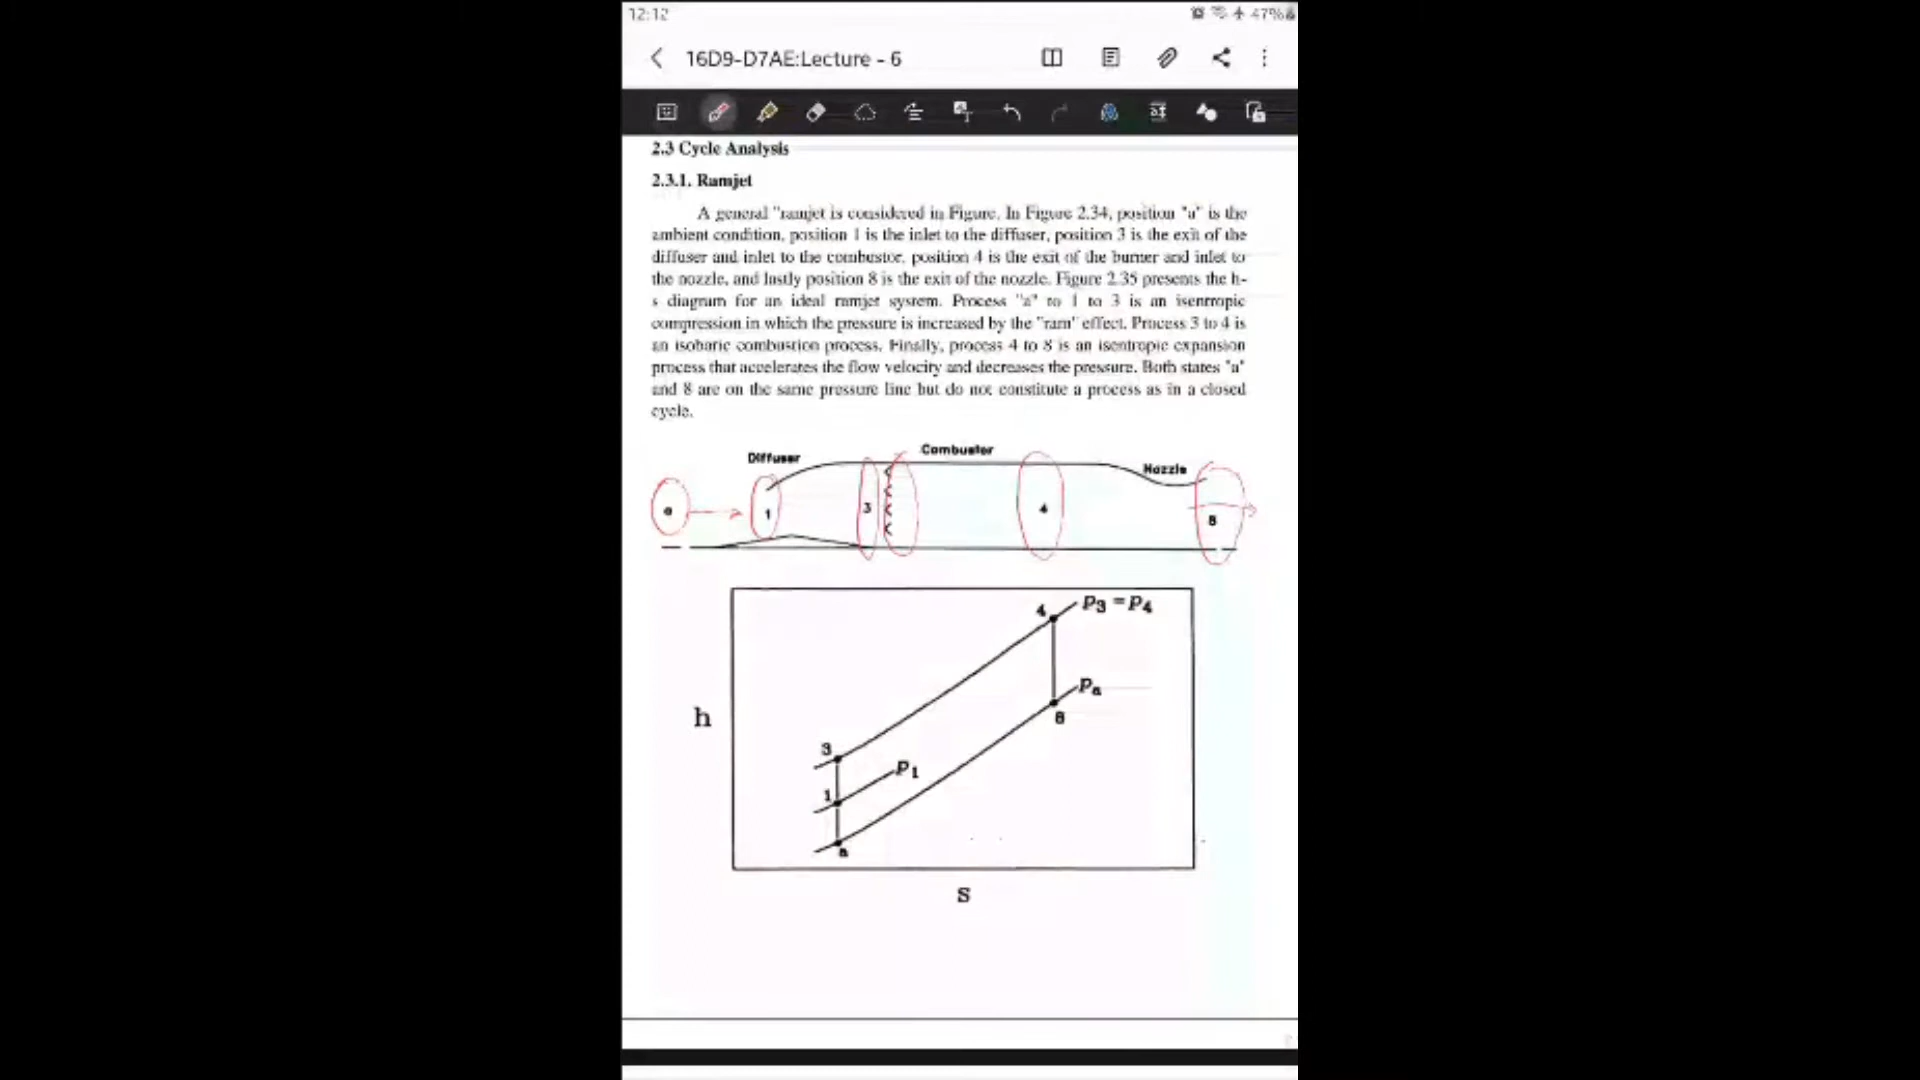 12:12
47%
16D9-D7AE:Lecture - 6
2.3 Cycle Analysis
2.3.1. Ramjet
A general "ramjet is considered in Figure. In Figure 2.34, position "a" is the
ambient condition, position 1 is the inlet to the diffuser, position 3 is the exit of the
diffuser and inlet to the combustor, position 4 is the exit of the burner and inlet to
the nozzle, and lastly position 8 is the exit of the nozzle. Figure 2.35 presents the h-
s diagram for an ideal ramjet system. Process "a" to 1 to 3 is an isentropic
compression in which the pressure is increased by the "ram" effect. Process 3 to 4 is
an isobaric combustion process. Finally, process 4 to 8 is an isentropic expansion
process that accelerates the flow velocity and decreases the pressure. Both states "a"
and 8 are on the same pressure line but do not constitute a process as in a closed
cycle.
Diffuser
Combustor
Nozzle
a
1
3
4
8
4
P3 = P4
Pa
8
h
3
P1
1
a
s